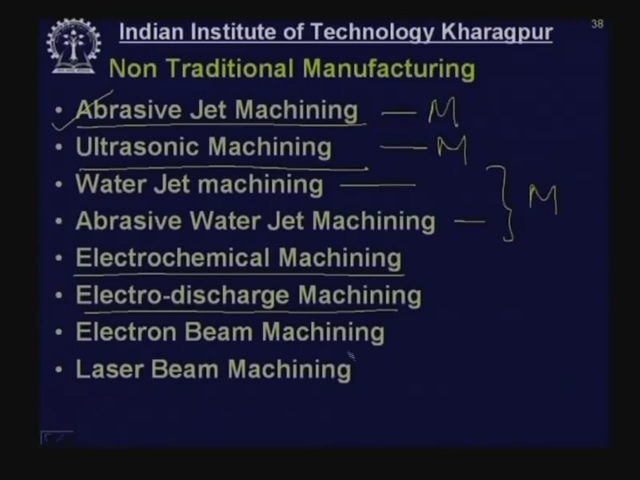 38
Indian Institute of Technology Kharagpur
Non Traditional Manufacturing
• Abrasive Jet Machining — M
• Ultrasonic Machining — M
• Water Jet machining —
• Abrasive Water Jet Machining — } M
• Electrochemical Machining
• Electro-discharge Machining
• Electron Beam Machining
• Laser Beam Machining